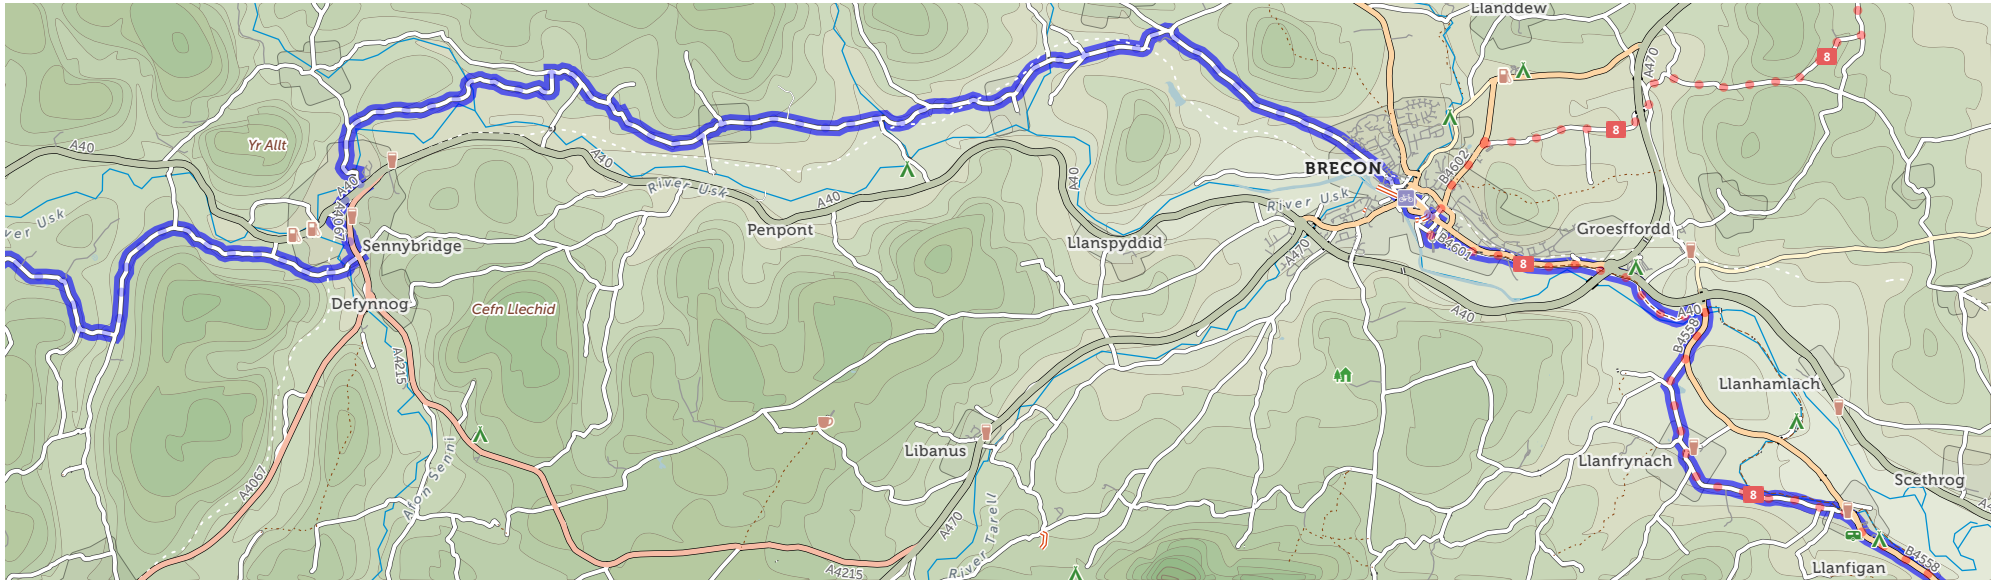 Llanddew
A470
8
8
A40
Yr Allt
A40
BRECON
B4602
A40
River Usk
A40
A40
River Usk
ver Usk
A4067
Sennybridge
Penpont
Llanspyddid
A470
B4601
Groesffordd
8
Defynnog
Cefn Llechid
A40
A40
B4558
A4215
Llanhamlach
Libanus
Llanfrynach
A4067
Afon Senni
Scethrog
8
A4
A470
River Tarell
A4215
B4558
Llanfigan